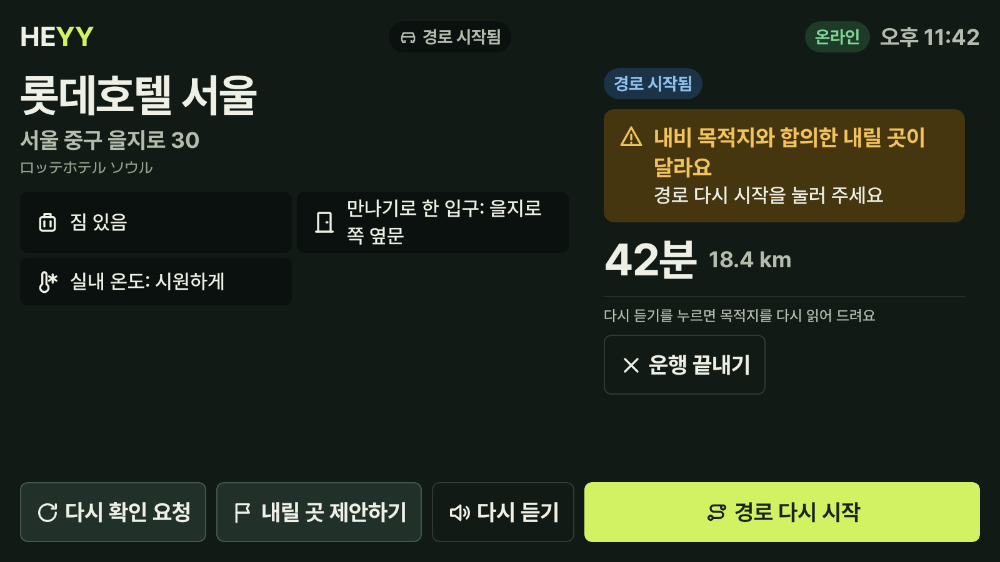 HEYY
경로 시작됨
온라인
오후 11:42
롯데호텔 서울
서울 중구 을지로 30
ロッテホテル ソウル
짐 있음
만나기로 한 입구: 을지로
쪽 옆문
실내 온도: 시원하게
경로 시작됨
내비 목적지와 합의한 내릴 곳이
달라요
경로 다시 시작을 눌러 주세요
42분 18.4 km
다시 듣기를 누르면 목적지를 다시 읽어 드려요
운행 끝내기
다시 확인 요청
내릴 곳 제안하기
다시 듣기
경로 다시 시작